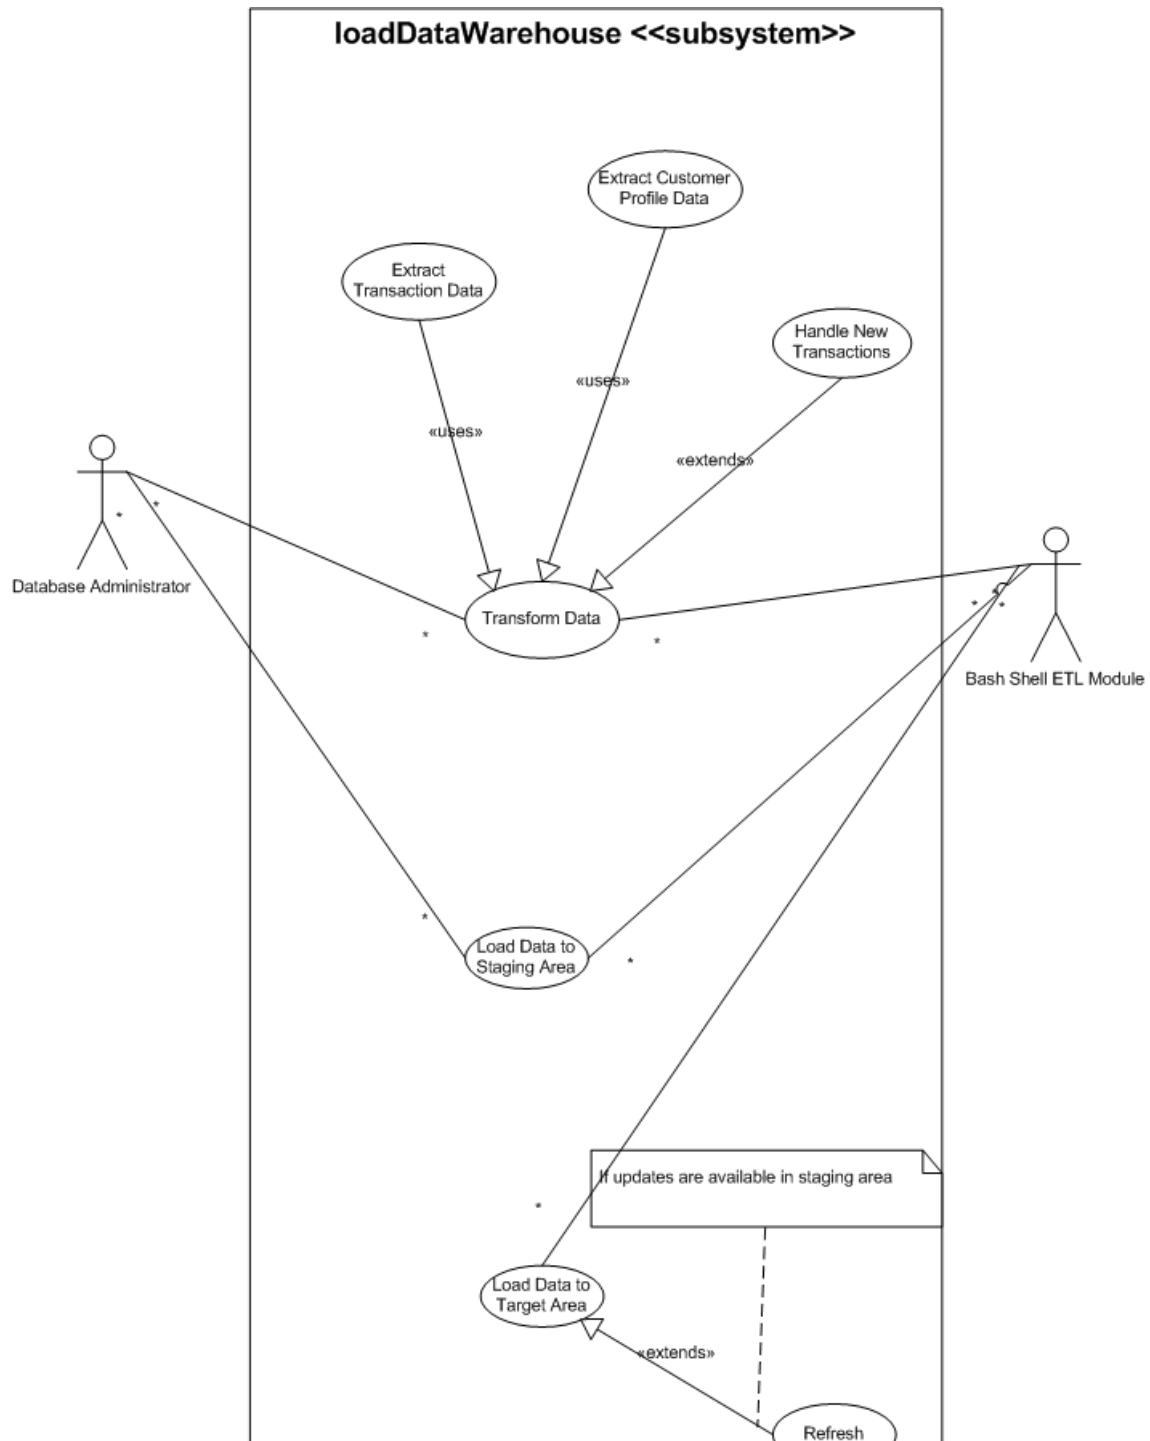 loadDataWarehouse <<subsystem>>
Extract Customer
Profile Data
Extract
Transaction Data
Handle New
Transactions
«uses»
«uses»
«extends»
*
*
Database Administrator
Transform Data
*
*
*
*
*
Bash Shell ETL Module
*
Load Data to
Staging Area
*
If updates are available in staging area
*
Load Data to
Target Area
«extends»
Refresh